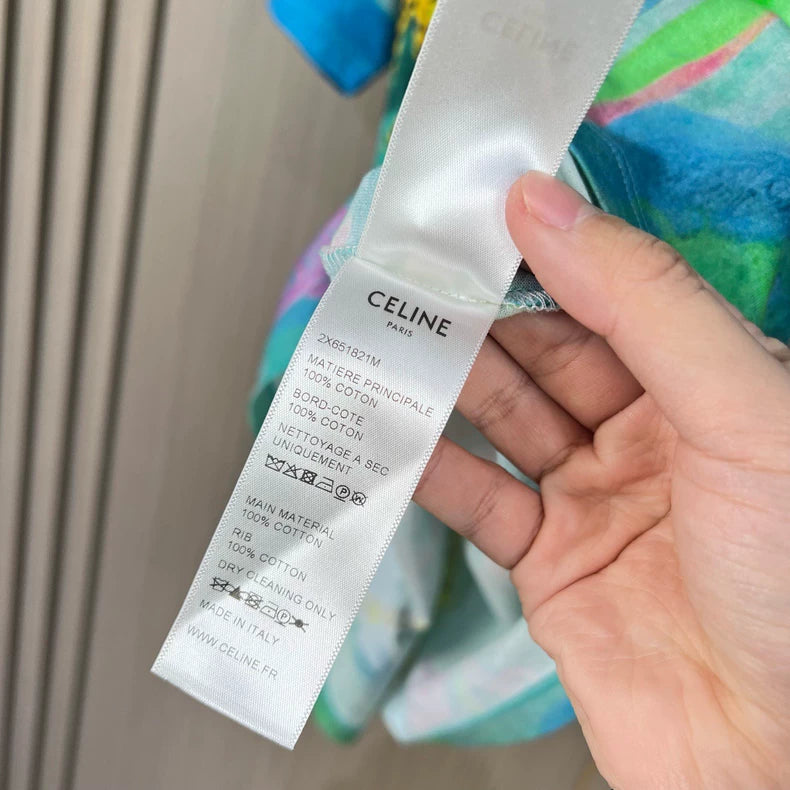 CELINE
CELINE
PARIS
2X651821M
MATIERE PRINCIPALE
100% COTON
BORD-COTE
100% COTON
NETTOYAGE A SEC
UNIQUEMENT
MAIN MATERIAL
100% COTTON
RIB
100% COTTON
DRY CLEANING ONLY
MADE IN ITALY
WWW.CELINE.FR